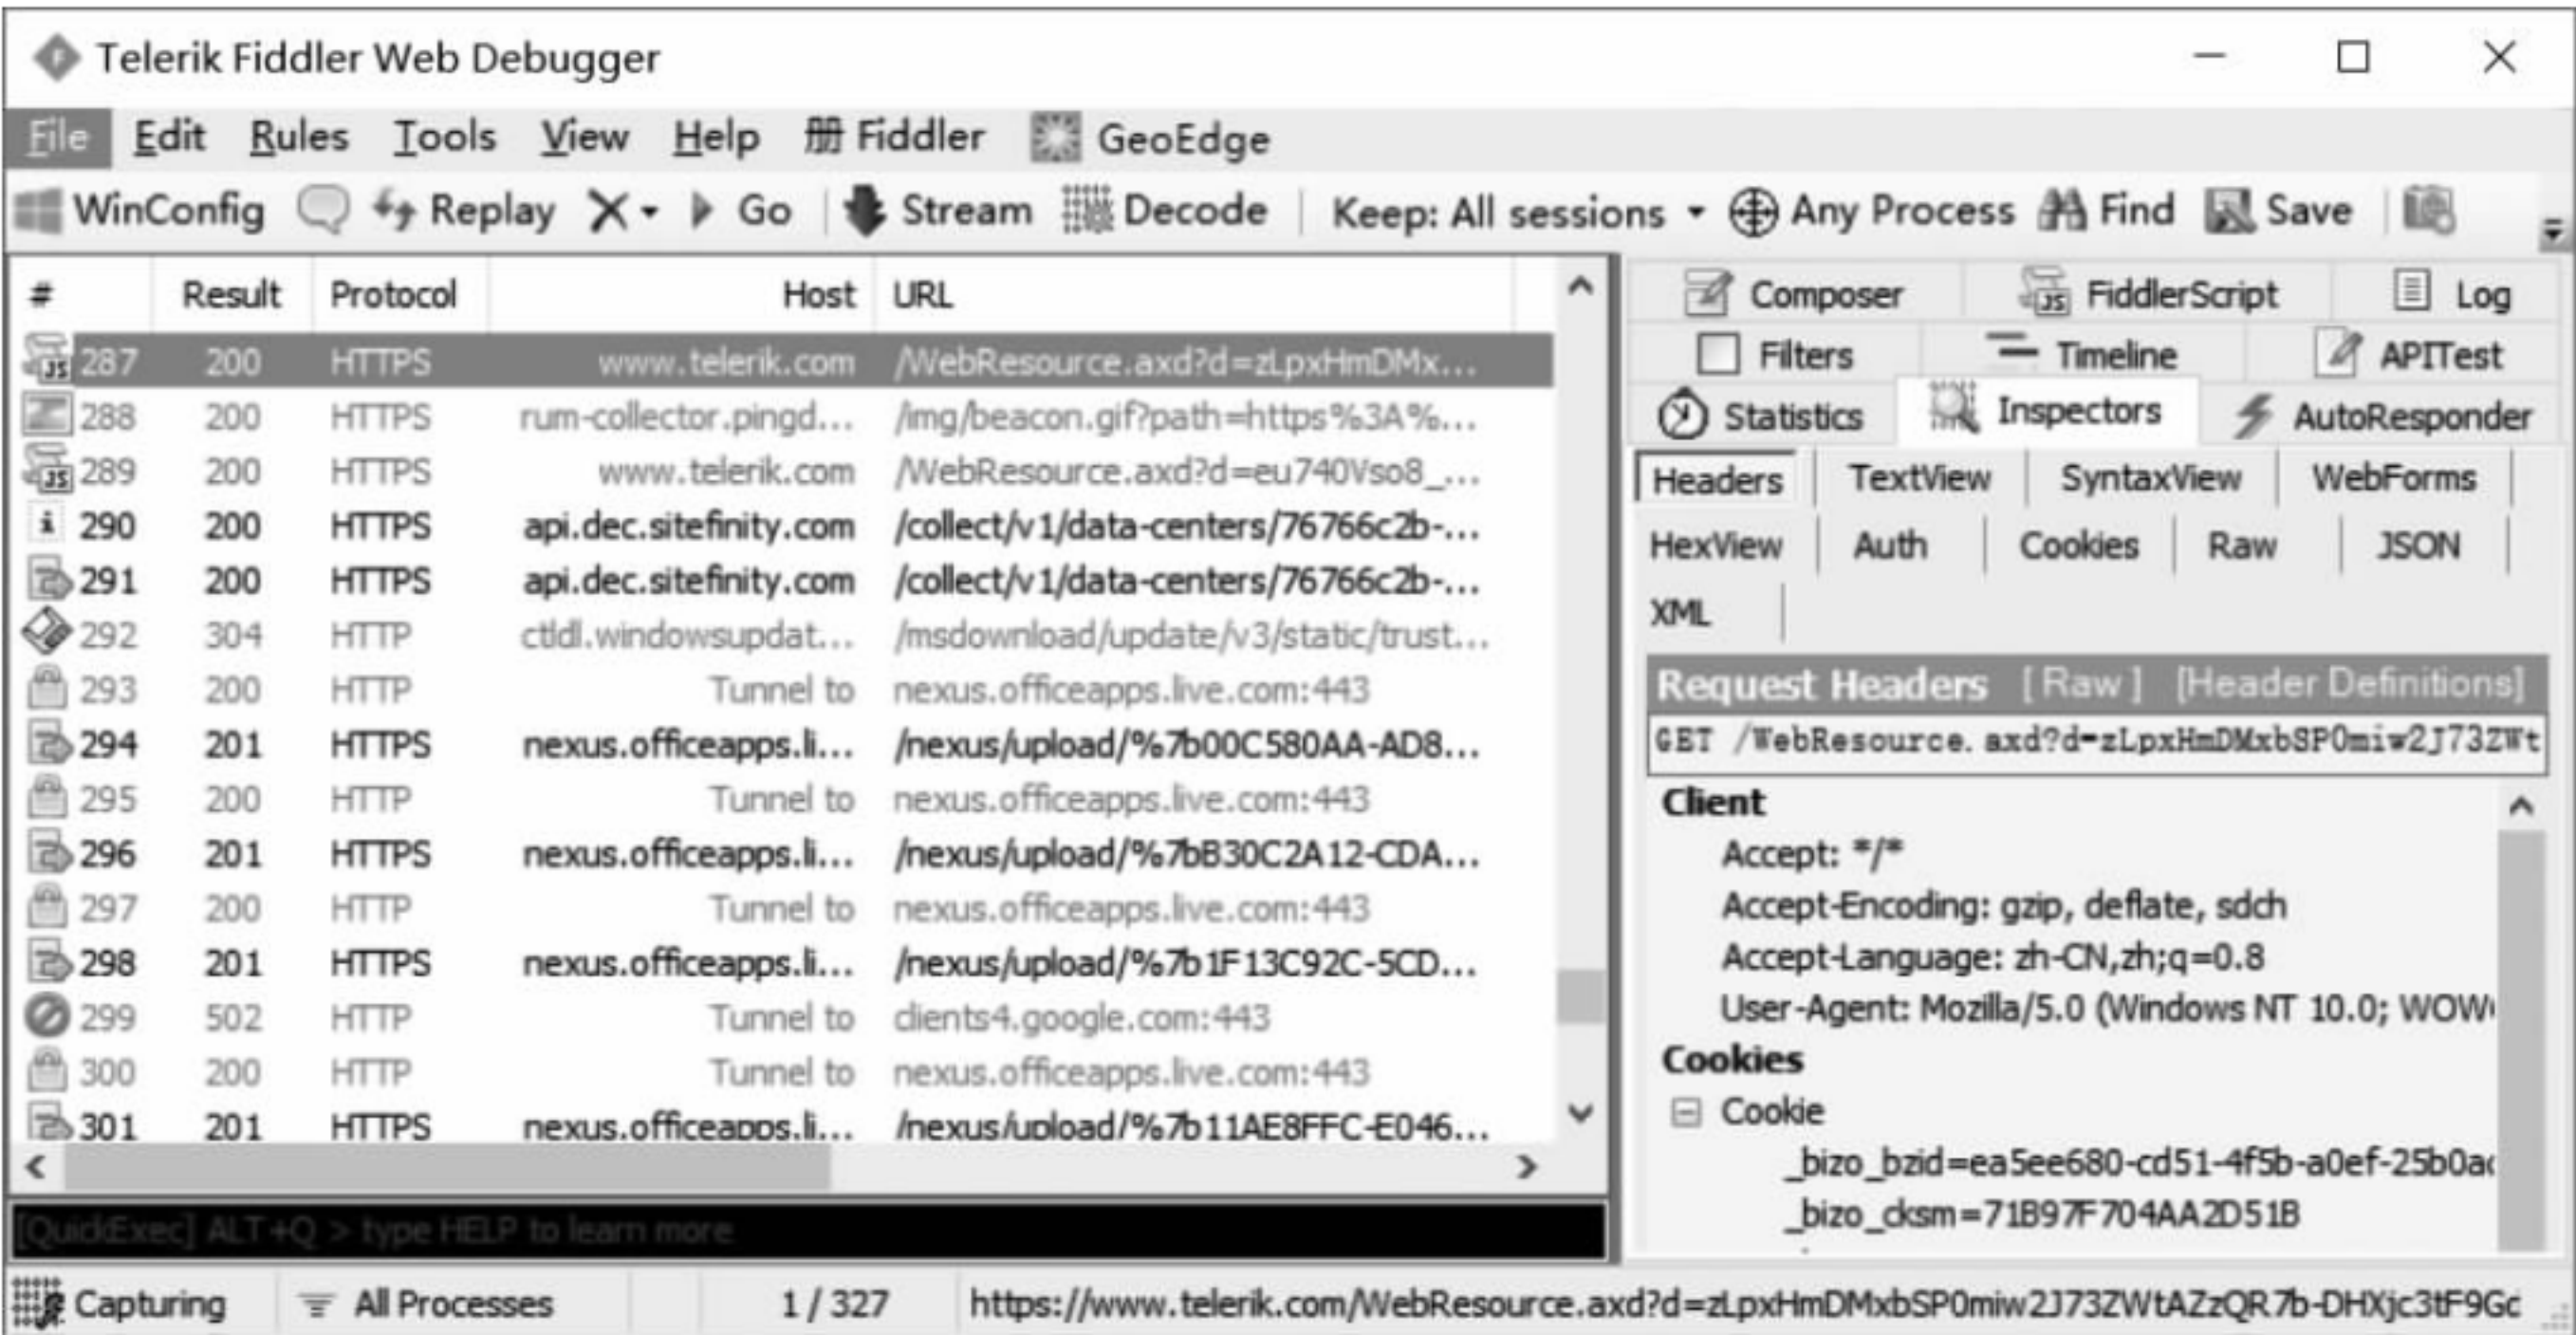 Telerik Fiddler Web Debugger
File Edit Rules Tools View Help 册 Fiddler GeoEdge
WinConfig Replay Go Stream Decode Keep: All sessions Any Process Find Save
# Result Protocol Host URL
287 200 HTTPS www.telerik.com /WebResource.axd?d=zLpxHmDMx...
288 200 HTTPS rum-collector.pingd... /img/beacon.gif?path=https%3A%...
289 200 HTTPS www.telerik.com /WebResource.axd?d=eu740Vso8_...
290 200 HTTPS api.dec.sitefinity.com /collect/v1/data-centers/76766c2b-...
291 200 HTTPS api.dec.sitefinity.com /collect/v1/data-centers/76766c2b-...
292 304 HTTP ctldl.windowsupdat... /msdownload/update/v3/static/trust...
293 200 HTTP Tunnel to nexus.officeapps.live.com:443
294 201 HTTPS nexus.officeapps.li... /nexus/upload/%7b00C580AA-AD8...
295 200 HTTP Tunnel to nexus.officeapps.live.com:443
296 201 HTTPS nexus.officeapps.li... /nexus/upload/%7bB30C2A12-CDA...
297 200 HTTP Tunnel to nexus.officeapps.live.com:443
298 201 HTTPS nexus.officeapps.li... /nexus/upload/%7b1F13C92C-5CD...
299 502 HTTP Tunnel to clients4.google.com:443
300 200 HTTP Tunnel to nexus.officeapps.live.com:443
301 201 HTTPS nexus.officeapps.li... /nexus/upload/%7b11AE8FFC-E046...
[QuickExec] ALT+Q > type HELP to learn more
Composer FiddlerScript Log
Filters Timeline APITest
Statistics Inspectors AutoResponder
Headers TextView SyntaxView WebForms
HexView Auth Cookies Raw JSON
XML
Request Headers [ Raw ] [Header Definitions]
GET /WebResource.axd?d=zLpxHmDMxbSP0miw2J73ZWt
Client
Accept: */*
Accept-Encoding: gzip, deflate, sdch
Accept-Language: zh-CN,zh;q=0.8
User-Agent: Mozilla/5.0 (Windows NT 10.0; WOW
Cookies
Cookie
_bizo_bzid=ea5ee680-cd51-4f5b-a0ef-25b0a
_bizo_cksm=71B97F704AA2D51B
Capturing All Processes 1 / 327 https://www.telerik.com/WebResource.axd?d=zLpxHmDMxbSP0miw2J73ZWtAZzQR7b-DHXjc3tF9Gc